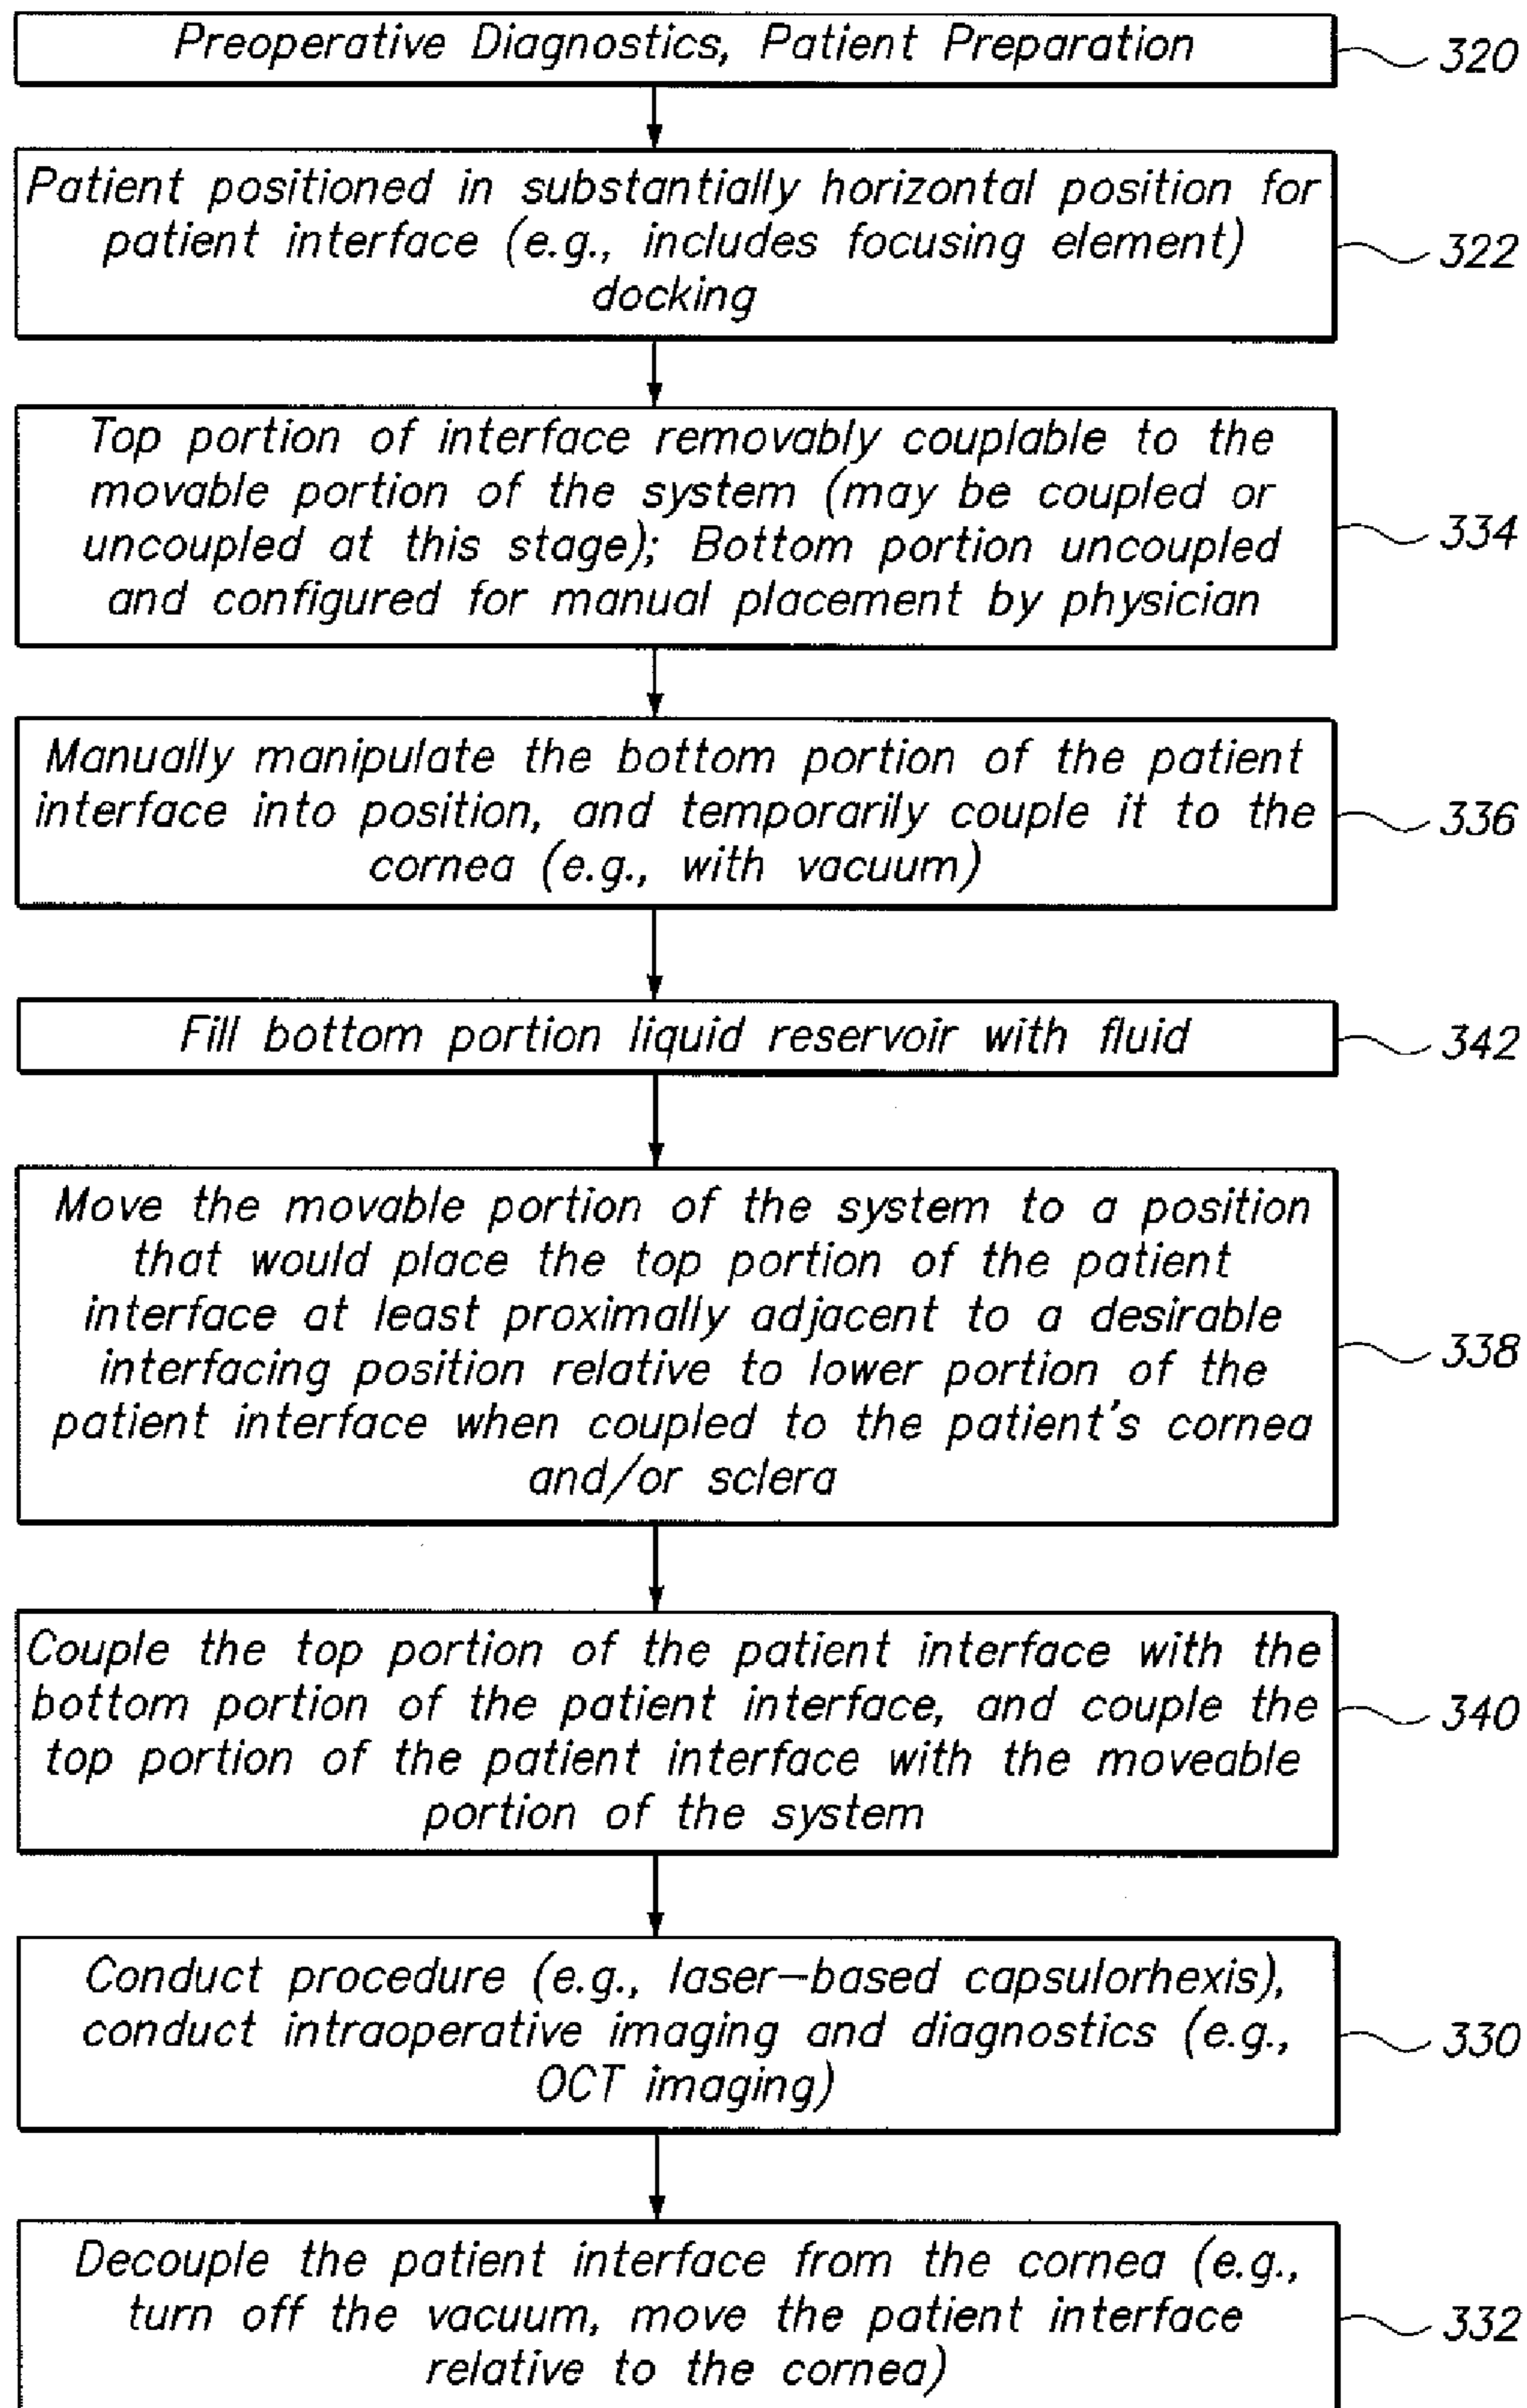 Preoperative Diagnostics, Patient Preparation
320
Patient positioned in substantially horizontal position for
patient interface (e.g., includes focusing element)
docking
322
Top portion of interface removably couplable to the
movable portion of the system (may be coupled or
uncoupled at this stage); Bottom portion uncoupled
and configured for manual placement by physician
334
Manually manipulate the bottom portion of the patient
interface into position, and temporarily couple it to the
cornea (e.g., with vacuum)
336
Fill bottom portion liquid reservoir with fluid
342
Move the movable portion of the system to a position
that would place the top portion of the patient
interface at least proximally adjacent to a desirable
interfacing position relative to lower portion of the
patient interface when coupled to the patient's cornea
and/or sclera
338
Couple the top portion of the patient interface with the
bottom portion of the patient interface, and couple the
top portion of the patient interface with the moveable
portion of the system
340
Conduct procedure (e.g., laser-based capsulorhexis),
conduct intraoperative imaging and diagnostics (e.g.,
OCT imaging)
330
Decouple the patient interface from the cornea (e.g.,
turn off the vacuum, move the patient interface
relative to the cornea)
332